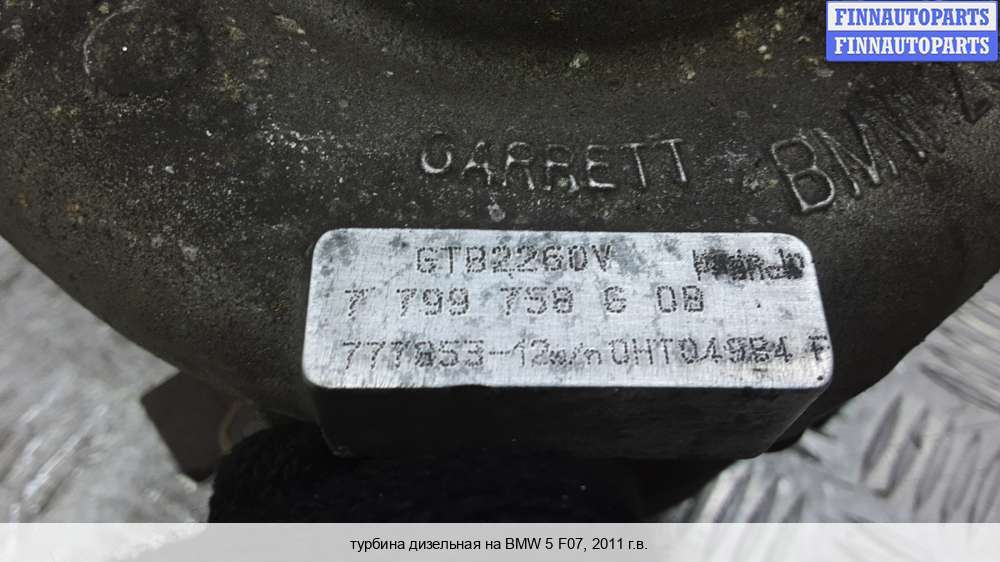 FINNAUTOPARTS
FINNAUTOPARTS
GARRETT BMW
GTB2260V
7 799 758 G 08
777853-12 s/n 0HT04984 F
турбина дизельная на BMW 5 F07, 2011 г.в.